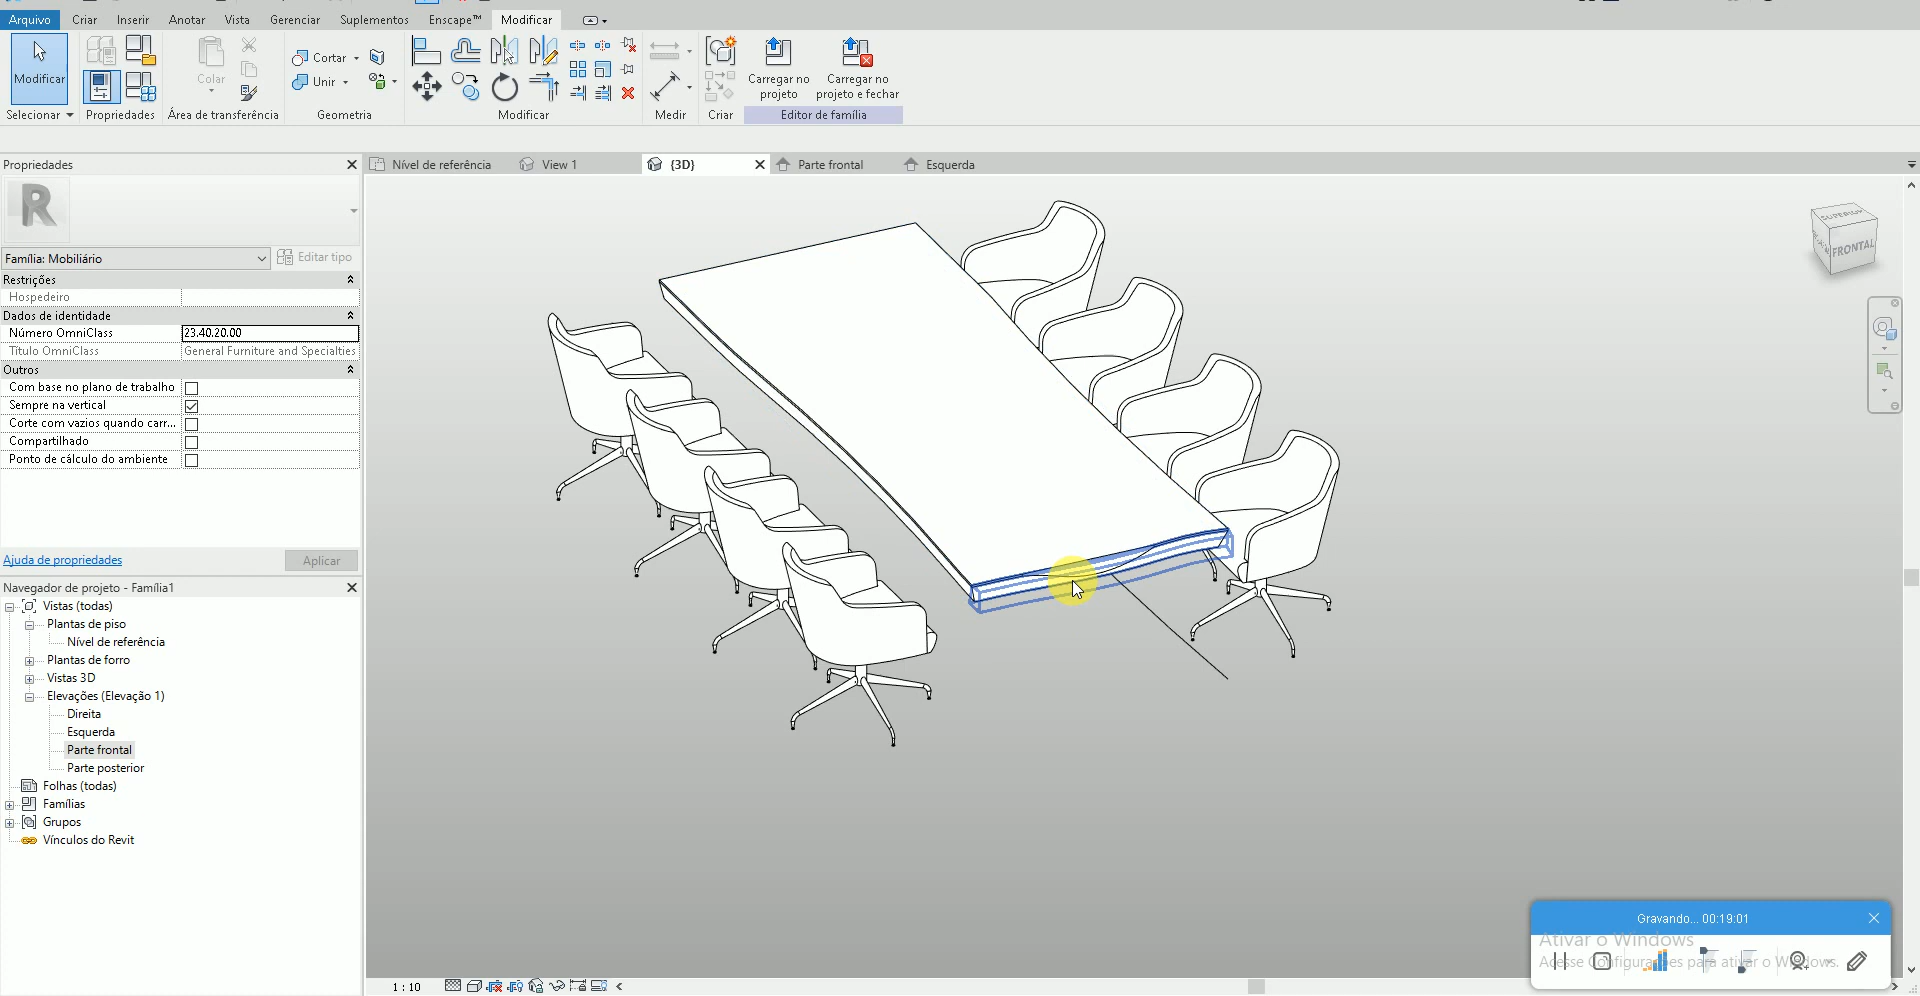 Arquivo Criar Inserir Anotar Vista Gerenciar Suplementos Enscape™ Modificar
Modificar
Colar
Cortar
Unir
Carregar no
projeto
Carregar no
projeto e fechar
Selecionar Propriedades Área de transferência Geometria Modificar Medir Criar Editor de família
Propriedades
Nível de referência View 1 {3D} Parte frontal Esquerda
R
Família: Mobiliário Editar tipo
Restrições
Hospedeiro
Dados de identidade
Número OmniClass 23.40.20.00
Título OmniClass General Furniture and Specialties
Outros
Com base no plano de trabalho
Sempre na vertical
Corte com vazios quando carr...
Compartilhado
Ponto de cálculo do ambiente
Ajuda de propriedades Aplicar
Navegador de projeto - Família1
Vistas (todas)
Plantas de piso
Nível de referência
Plantas de forro
Vistas 3D
Elevações (Elevação 1)
Direita
Esquerda
Parte frontal
Parte posterior
Folhas (todas)
Famílias
Grupos
Vínculos do Revit
SUPERIOR
FRONTAL
1 : 10
Gravando... 00:19:01
Ativar o Windows
Acesse Configurações para ativar o Windows.